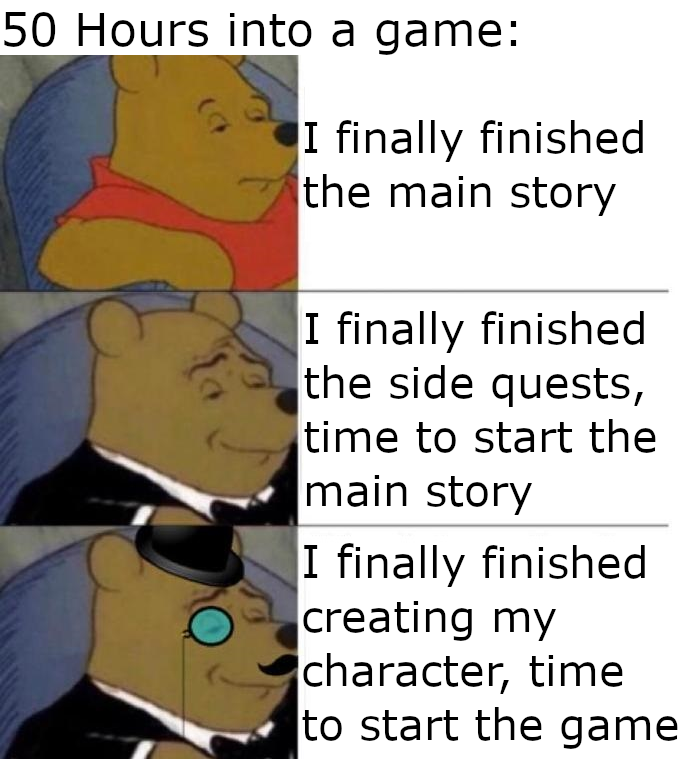 50 Hours into a game:
I finally finished
the main story
I finally finished
the side quests,
time to start the
main story
I finally finished
creating my
character, time
to start the game